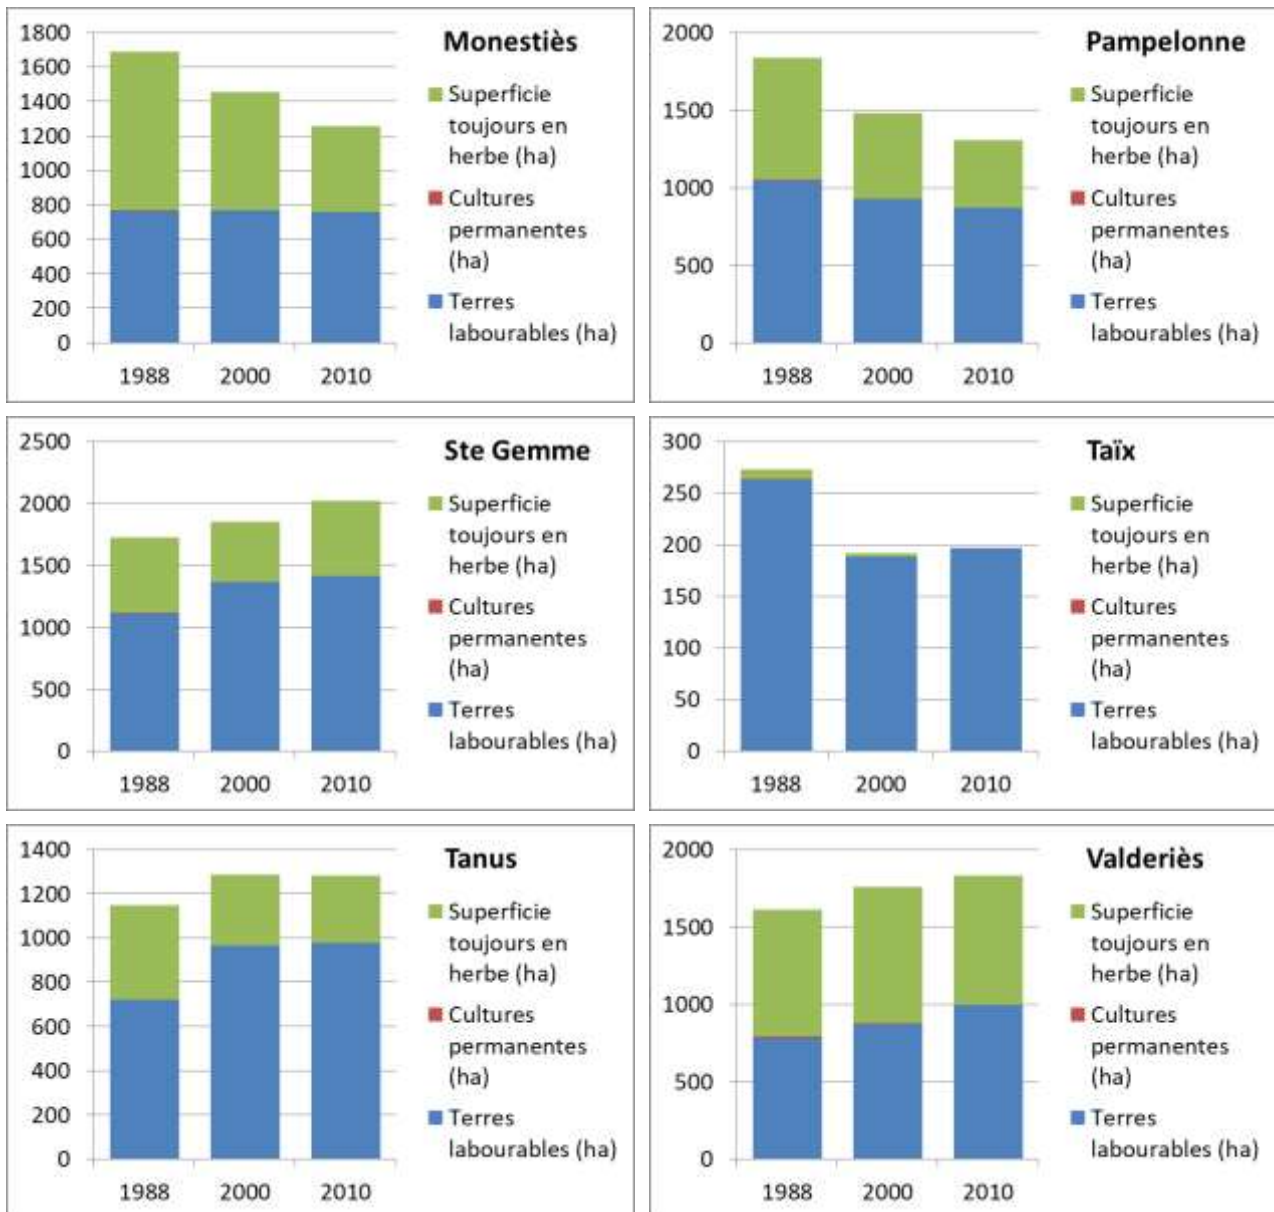 Monestiès
1800
1600
1400
1200
1000
800
600
400
200
0
1988 2000 2010
Superficie
toujours en
herbe (ha)
Cultures
permanentes
(ha)
Terres
labourables (ha)
Pampelonne
2000
1500
1000
500
0
1988 2000 2010
Superficie
toujours en
herbe (ha)
Cultures
permanentes
(ha)
Terres
labourables (ha)
Ste Gemme
2500
2000
1500
1000
500
0
1988 2000 2010
Superficie
toujours en
herbe (ha)
Cultures
permanentes
(ha)
Terres
labourables (ha)
Taïx
300
250
200
150
100
50
0
1988 2000 2010
Superficie
toujours en
herbe (ha)
Cultures
permanentes
(ha)
Terres
labourables (ha)
Tanus
1400
1200
1000
800
600
400
200
0
1988 2000 2010
Superficie
toujours en
herbe (ha)
Cultures
permanentes
(ha)
Terres
labourables (ha)
Valderiès
2000
1500
1000
500
0
1988 2000 2010
Superficie
toujours en
herbe (ha)
Cultures
permanentes
(ha)
Terres
labourables (ha)